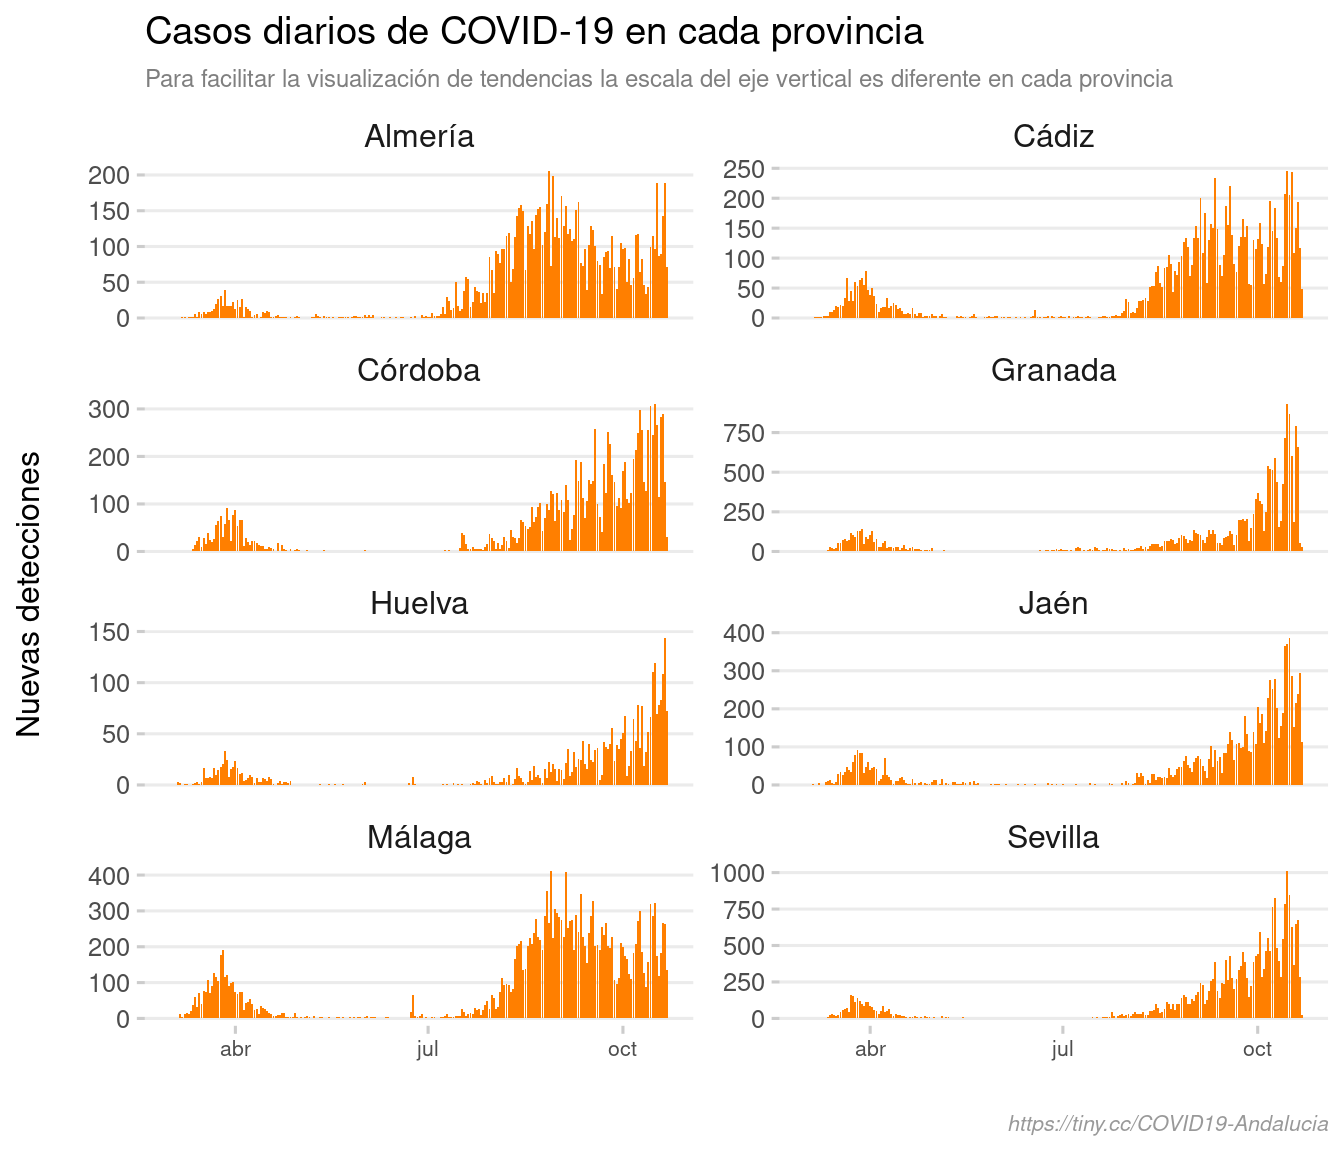 Casos diarios de COVID-19 en cada provincia
Para facilitar la visualización de tendencias la escala del eje vertical es diferente en cada provincia
Nuevas detecciones
Almería
200
150
100
50
0
Cádiz
250
200
150
100
50
0
Córdoba
300
200
100
0
Granada
750
500
250
0
Huelva
150
100
50
0
Jaén
400
300
200
100
0
Málaga
400
300
200
100
0
abr jul oct
Sevilla
1000
750
500
250
0
abr jul oct
https://tiny.cc/COVID19-Andalucia